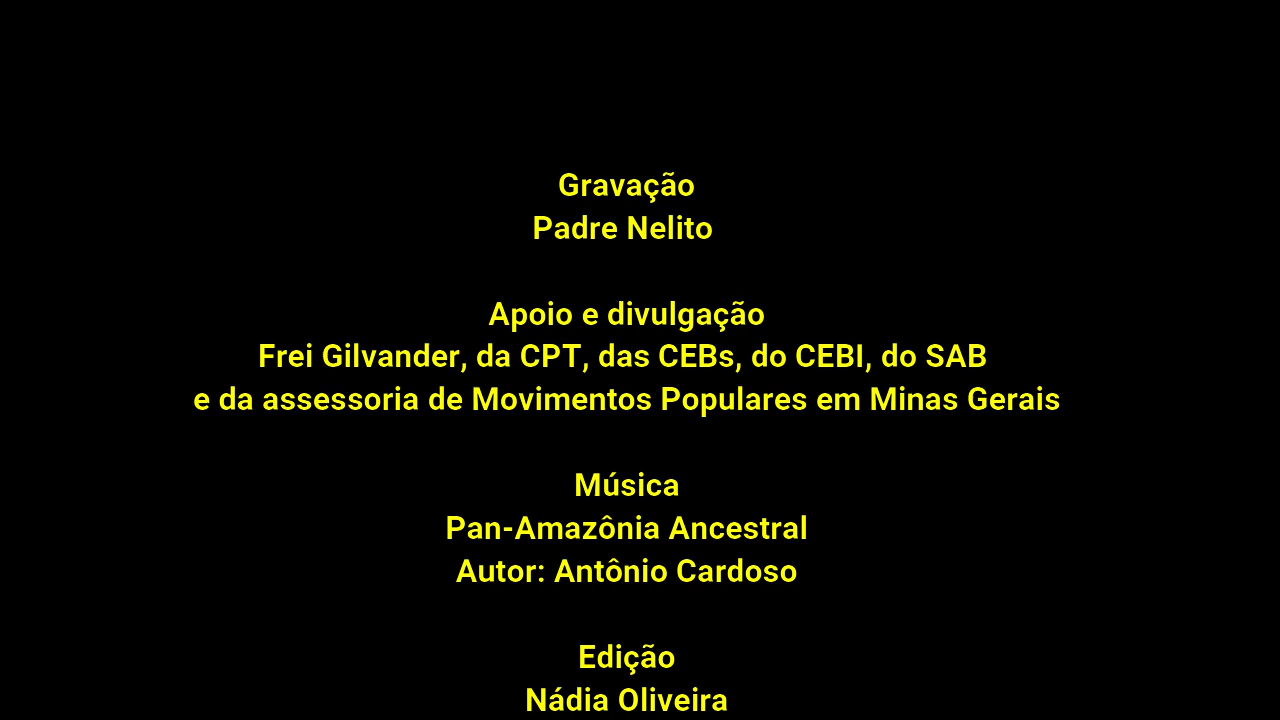 Gravação
Padre Nelito
Apoio e divulgação
Frei Gilvander, da CPT, das CEBs, do CEBI, do SAB
e da assessoria de Movimentos Populares em Minas Gerais
Música
Pan-Amazônia Ancestral
Autor: Antônio Cardoso
Edição
Nádia Oliveira